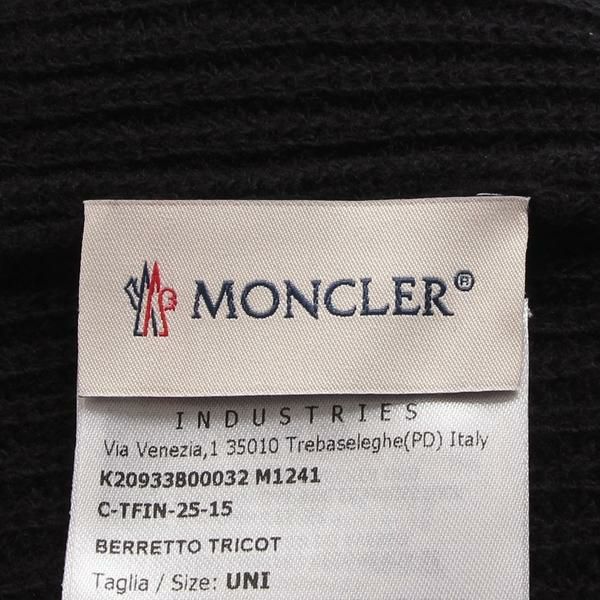 MONCLER®
INDUSTRIES
Via Venezia,1 35010 Trebaseleghe(PD) Italy
K20933B00032 M1241
C-TFIN-25-15
BERRETTO TRICOT
Taglia / Size: UNI